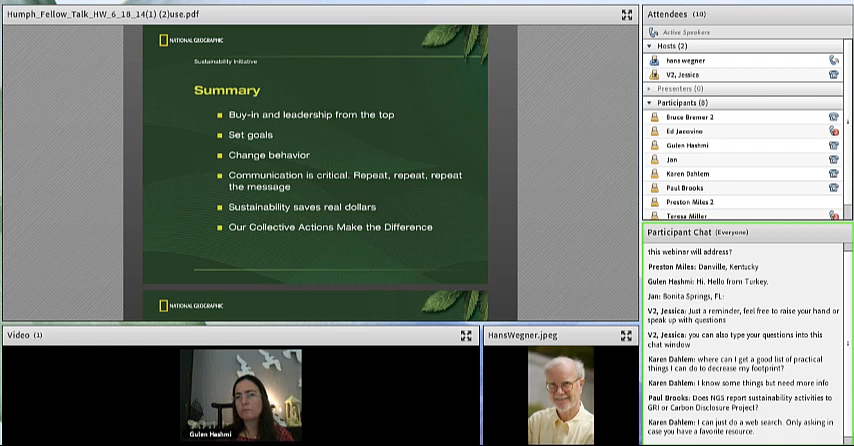 Humph_Fellow_Talk_HW_6_18_14(1) (2)use.pdf
NATIONAL GEOGRAPHIC
Sustainability Initiative
Summary
Buy-in and leadership from the top
Set goals
Change behavior
Communication is critical. Repeat, repeat, repeat
the message
Sustainability saves real dollars
Our Collective Actions Make the Difference
NATIONAL GEOGRAPHIC
Video (1)
Gulen Hashmi
HansWegner.jpeg
Attendees (10)
Active Speakers
Hosts (2)
hans wegner
V2, Jessica
Presenters (0)
Participants (8)
Bruce Bremer 2
Ed Jacovino
Gulen Hashmi
Jan
Karen Dahlem
Paul Brooks
Preston Miles 2
Teresa Miller
Participant Chat (Everyone)
this webinar will address?
Preston Miles: Danville, Kentucky
Gulen Hashmi: Hi. Hello from Turkey.
Jan: Bonita Springs, FL:
V2, Jessica: Just a reminder, feel free to raise your hand or
speak up with questions
V2, Jessica: you can also type your questions into this
chat window
Karen Dahlem: where can I get a good list of practical
things I can do to decrease my footprint?
Karen Dahlem: I know some things but need more info
Paul Brooks: Does NGS report sustainability activities to
GRI or Carbon Disclosure Project?
Karen Dahlem: I can just do a web search. Only asking in
case you have a favorite resource.